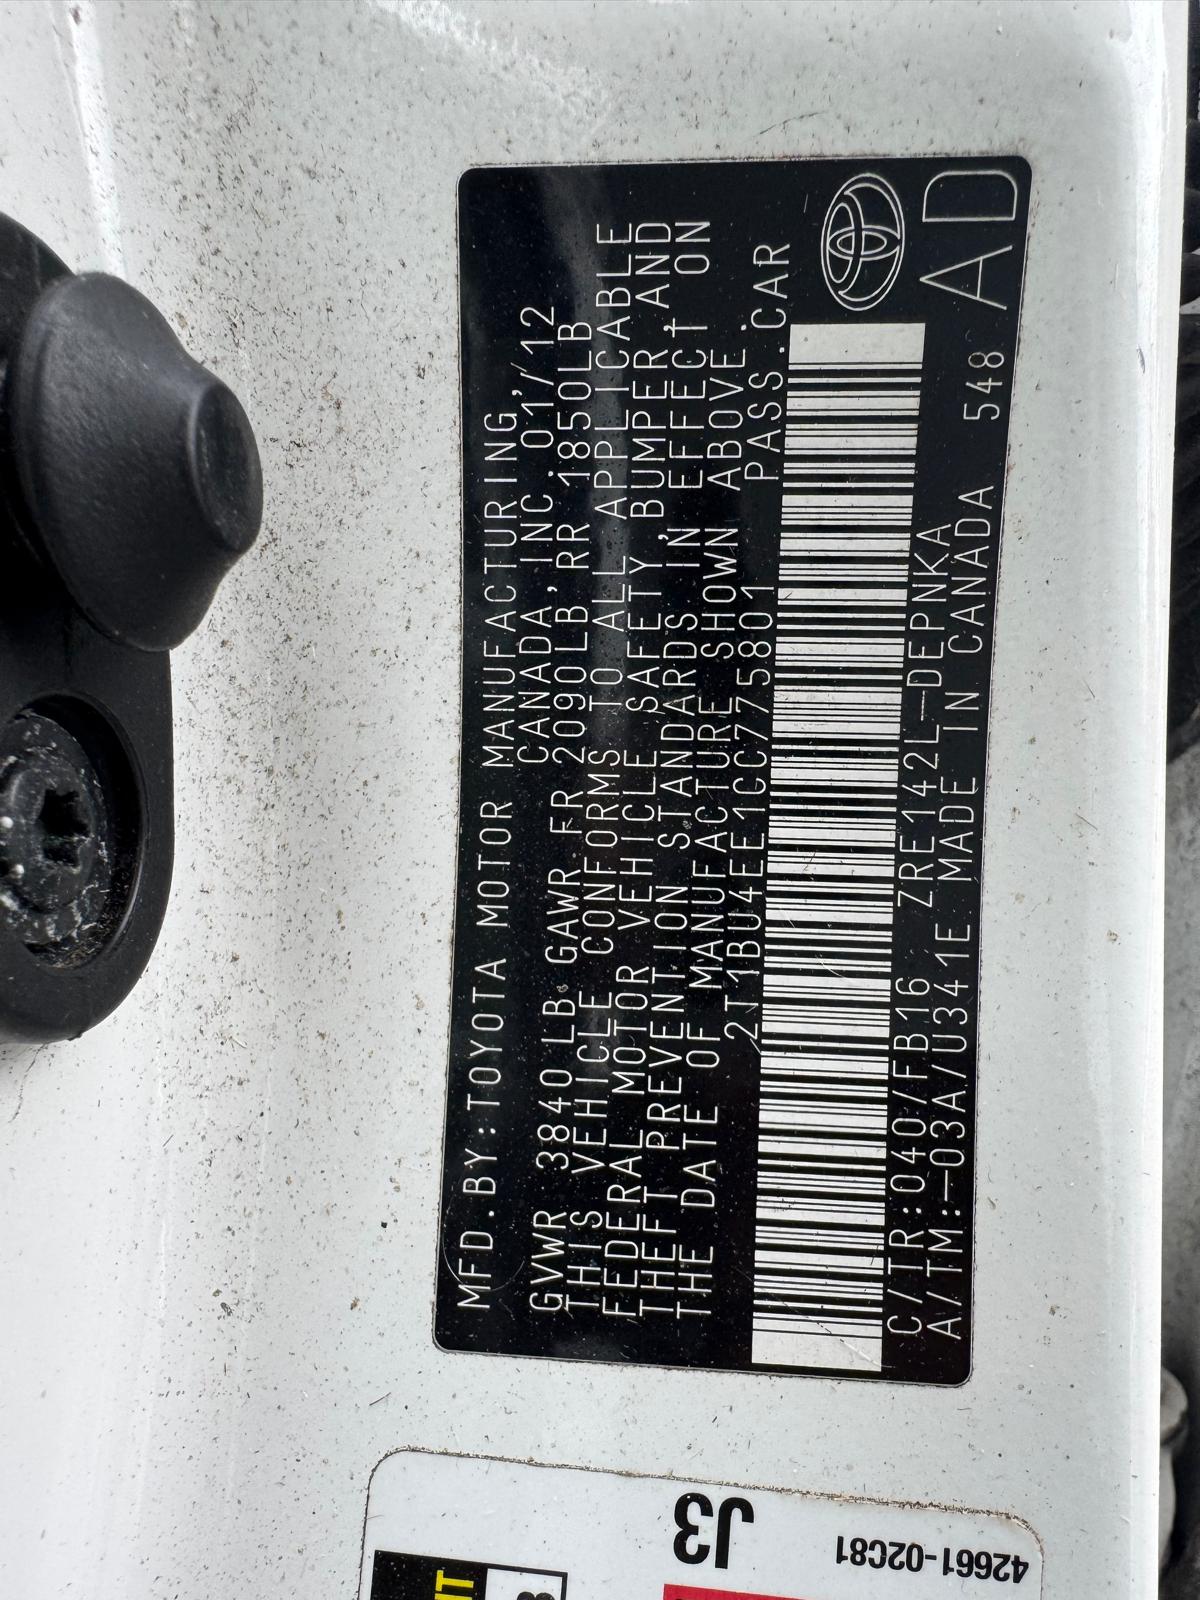 MFD.BY:TOYOTA MOTOR MANUFACTURING,
CANADA,INC.01/12
GVWR 3840LB GAWR FR 2090LB,RR 1850LB
THIS VEHICLE CONFORMS TO ALL APPLICABLE
FEDERAL MOTOR VEHICLE SAFETY,BUMPER,AND
THEFT PREVENTION STANDARDS IN EFFECT ON
THE DATE OF MANUFACTURE SHOWN ABOVE.
2T1BU4EE1CC775801 PASS.CAR
C/TR:040/FB16 ZRE142L-DEPNKA
A/TM:-03A/U341E MADE IN CANADA 548
AD
J3
42661-02C81